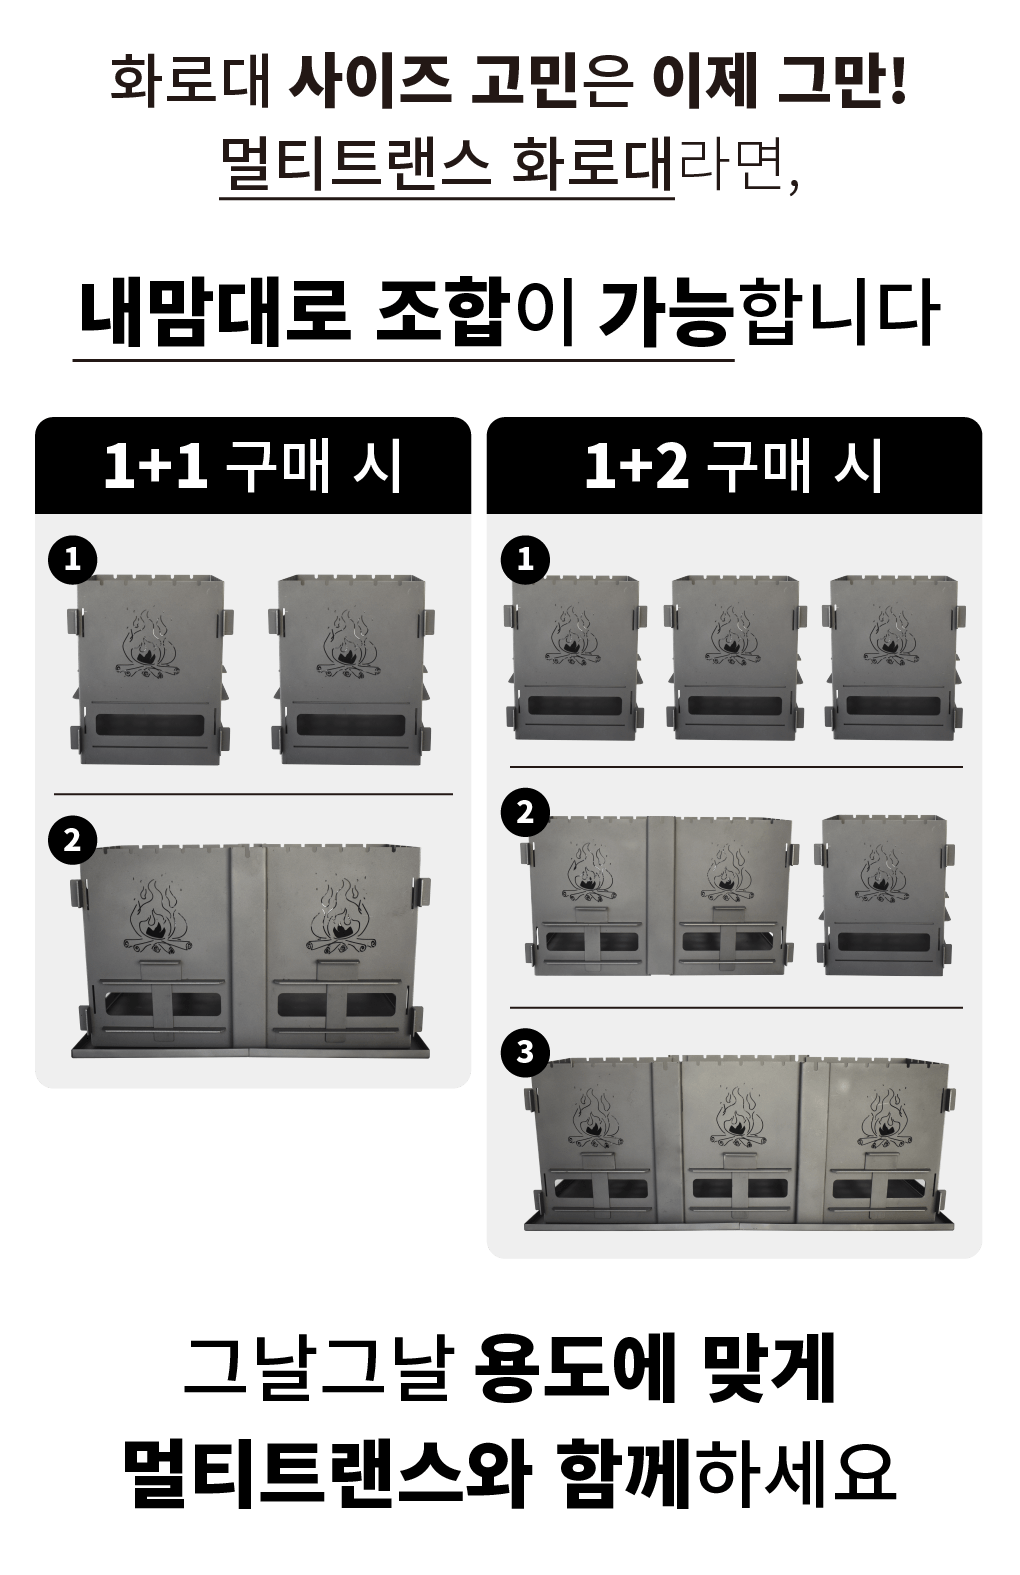 화로대 사이즈 고민은 이제 그만!
멀티트랜스 화로대라면,
내맘대로 조합이 가능합니다
1+1 구매 시
1
2
1+2 구매 시
1
2
3
그날그날 용도에 맞게
멀티트랜스와 함께하세요